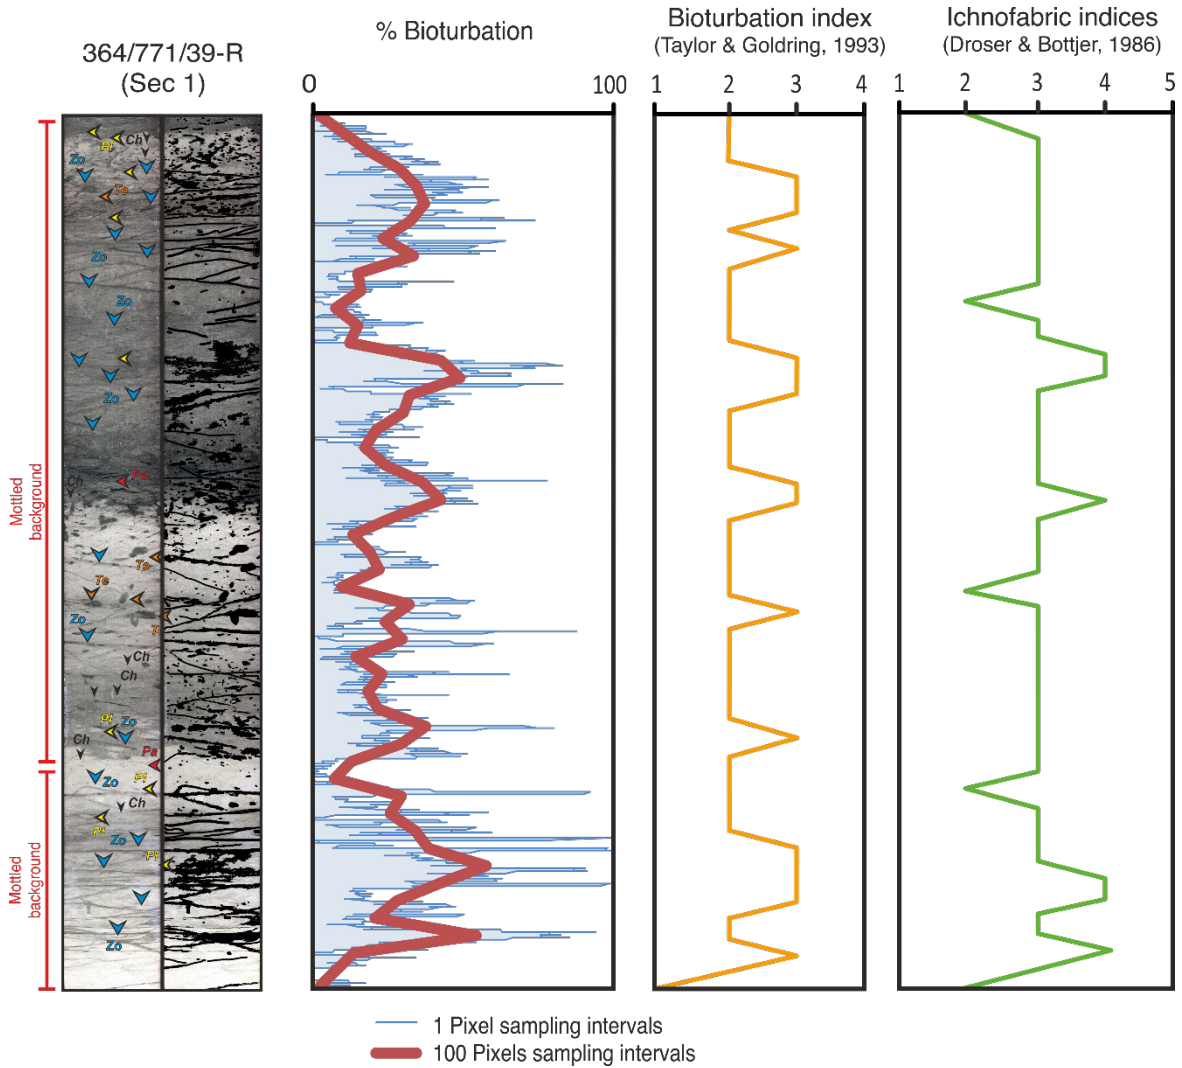 364/771/39-R
(Sec 1)
% Bioturbation
Bioturbation index
(Taylor & Goldring, 1993)
Ichnofabric indices
(Droser & Bottjer, 1986)
0 100
1 2 3 4
1 2 3 4 5
Pl Ch
Zo
Te
Zo
Zo
Zo
Mottled
background
Ch Pa
Te
Te
Zo
Ch
Ch
Pl Zo
Ch
Pa
Zo Pl
Ch
Pl
Zo
Pl
Mottled
background
Zo
1 Pixel sampling intervals
100 Pixels sampling intervals